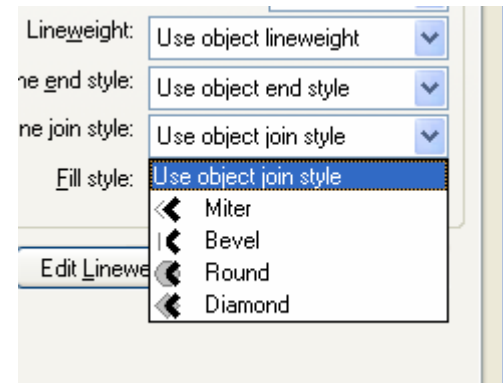 Lineweight: Use object lineweight
ne end style: Use object end style
ne join style: Use object join style
Fill style: Use object join style
Miter
Bevel
Edit Linewe Round
Diamond